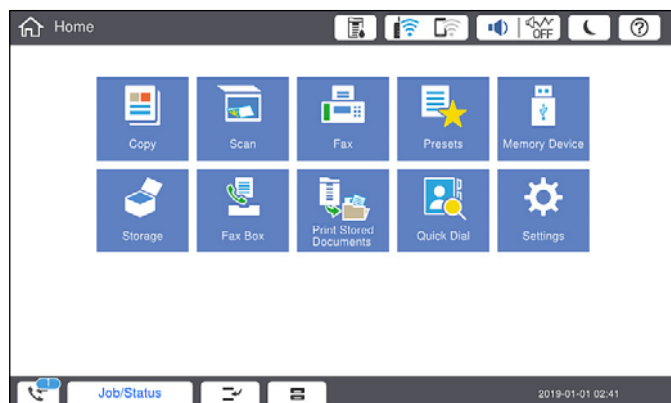 Home
OFF
Copy
Scan
Fax
Presets
Memory Device
Storage
Fax Box
Print Stored
Documents
Quick Dial
Settings
1
Job/Status
2019-01-01 02:41